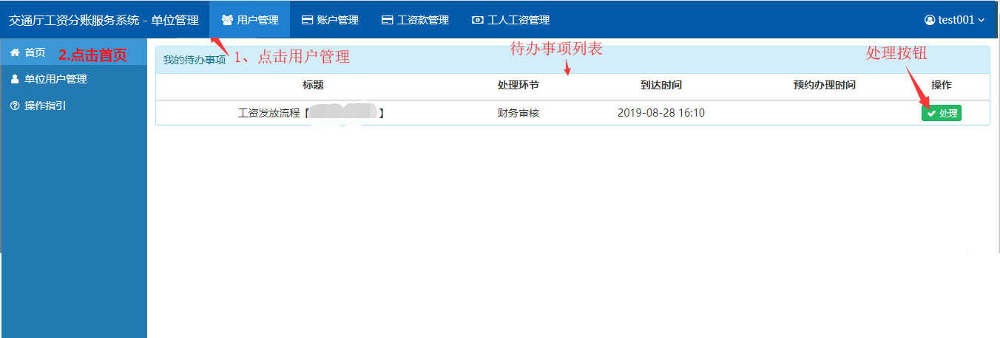 交通厅工资分账服务系统 - 单位管理 用户管理 账户管理 工资款管理 工人工资管理 test001
首页 2.点击首页
单位用户管理
操作指引
1、点击用户管理
待办事项列表
处理按钮
我的待办事项
标题 处理环节 到达时间 预约办理时间 操作
工资发放流程【 】 财务审核 2019-08-28 16:10 处理